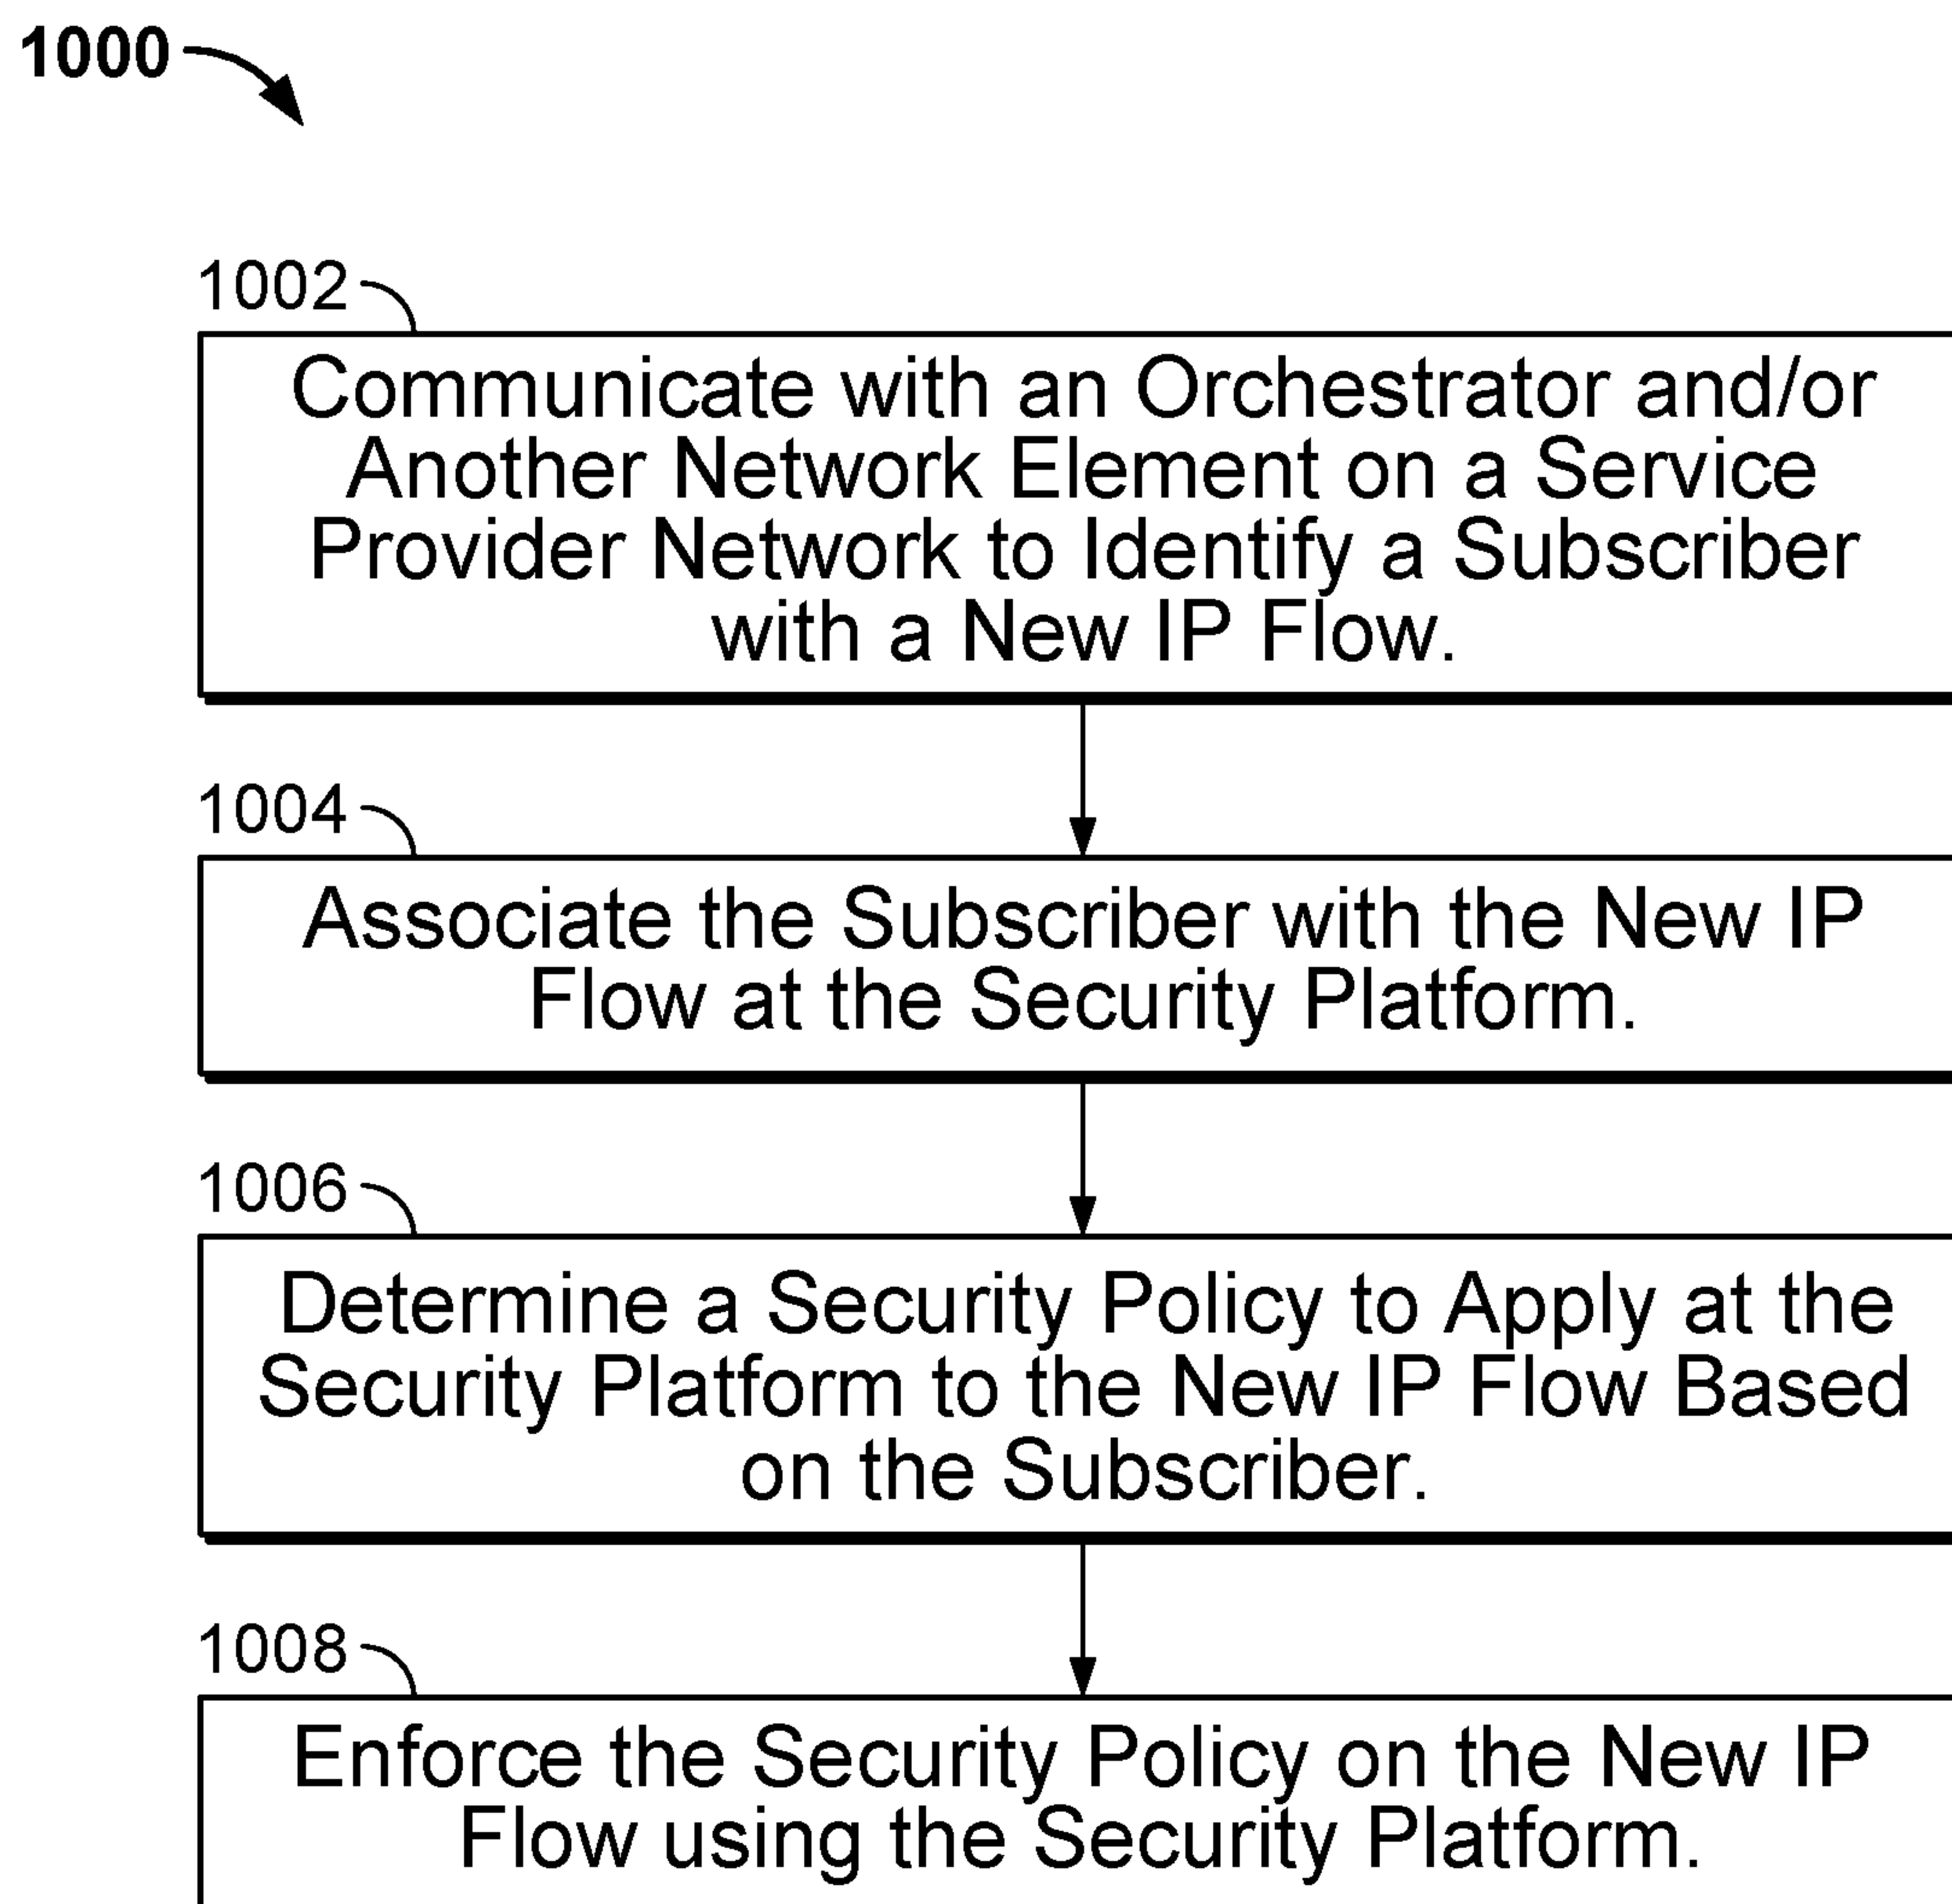 1000
1002
Communicate with an Orchestrator and/or
Another Network Element on a Service
Provider Network to Identify a Subscriber
with a New IP Flow.
1004
Associate the Subscriber with the New IP
Flow at the Security Platform.
1006
Determine a Security Policy to Apply at the
Security Platform to the New IP Flow Based
on the Subscriber.
1008
Enforce the Security Policy on the New IP
Flow using the Security Platform.